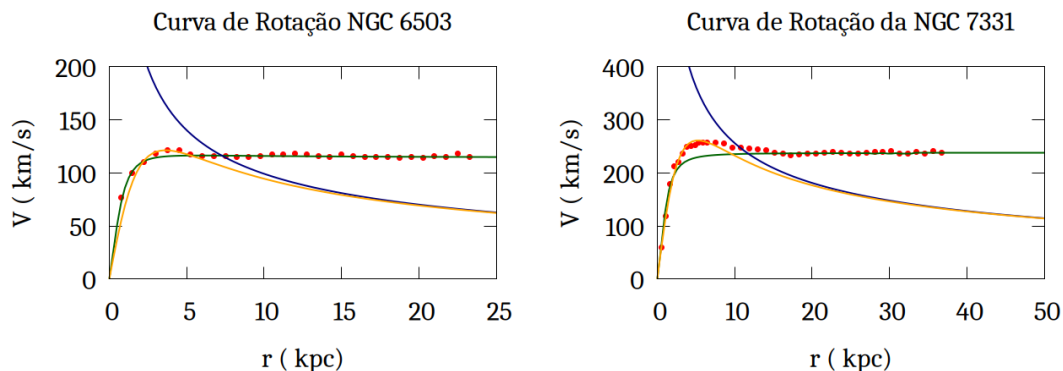 Curva de Rotação NGC 6503
200
150
100
50
0
V ( km/s)
0 5 10 15 20 25
r ( kpc)
Curva de Rotação da NGC 7331
400
300
200
100
0
V ( km/s)
0 10 20 30 40 50
r ( kpc)